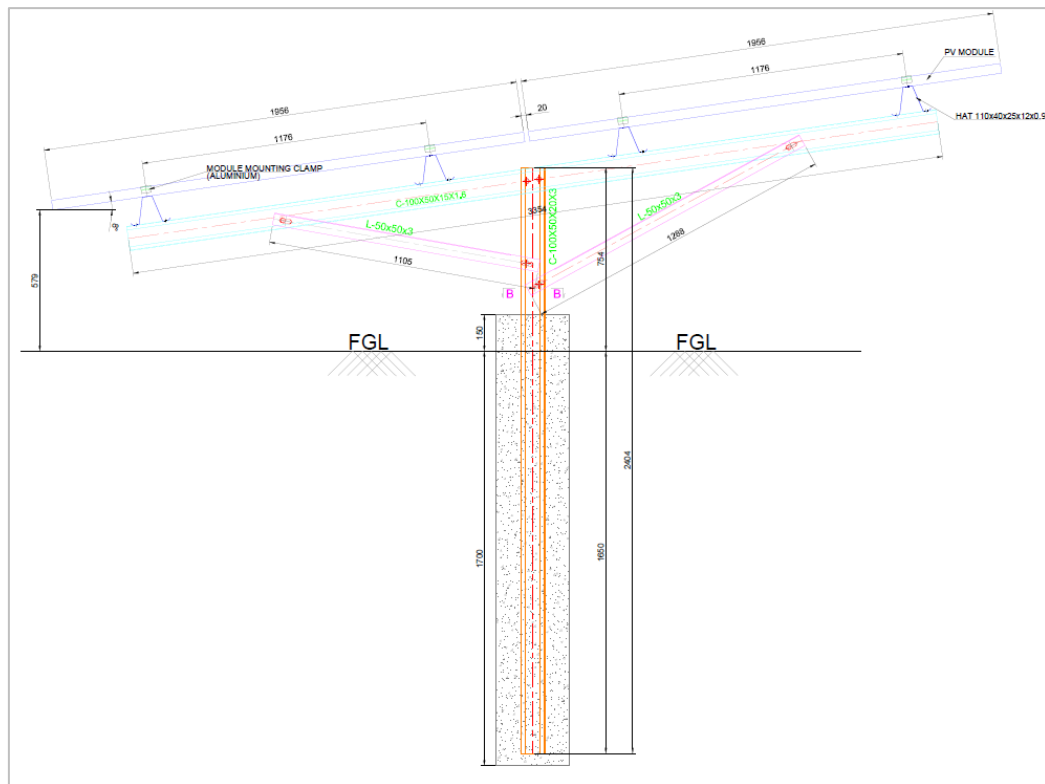 1956
1956
PV MODULE
1176
20
1956
HAT 110x40x25x12x0.9
1176
MODULE MOUNTING CLAMP
(ALUMINIUM)
C-100X50X15X1.6
3354
L-50x50x3
L-50x50x3
C-100X50X20X3
1288
754
1105
579
B
B
150
FGL
FGL
2404
1700
1650